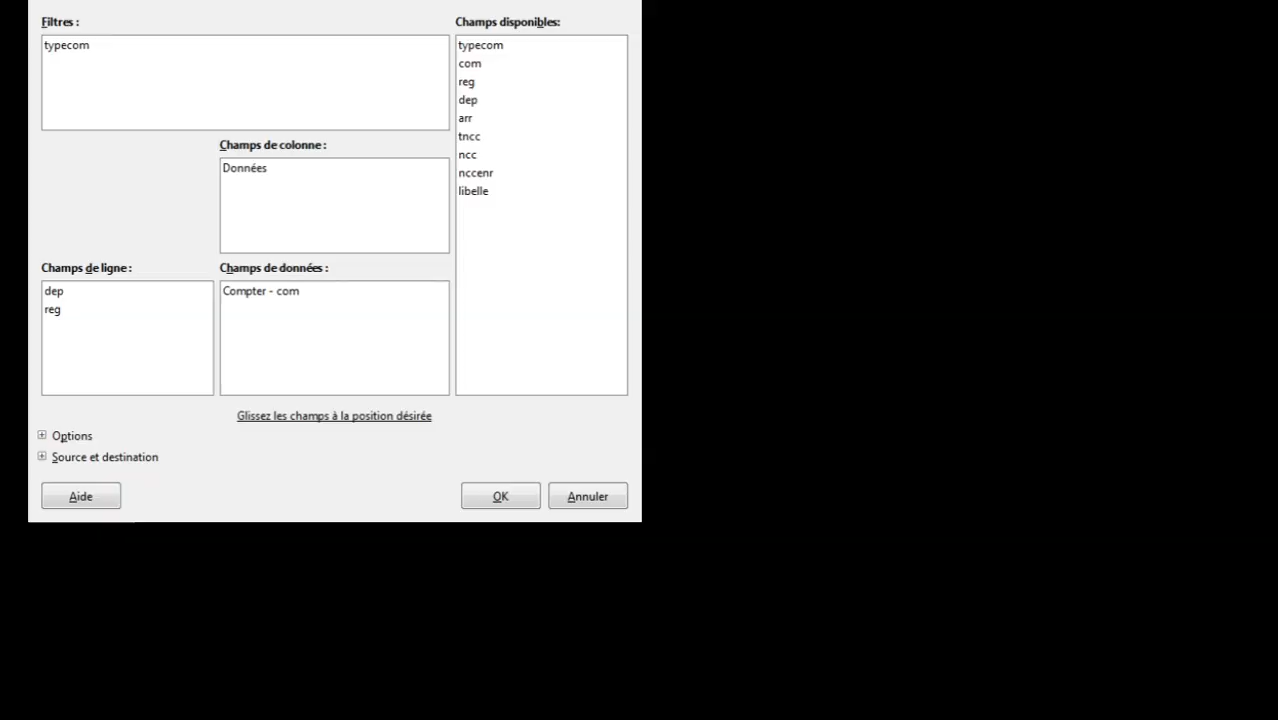 Filtres :
typecom
Champs disponibles:
typecom
com
reg
dep
arr
tncc
ncc
nccenr
libelle
Champs de colonne :
Données
Champs de ligne :
dep
reg
Champs de données :
Compter - com
Glissez les champs à la position désirée
Options
Source et destination
Aide
OK
Annuler